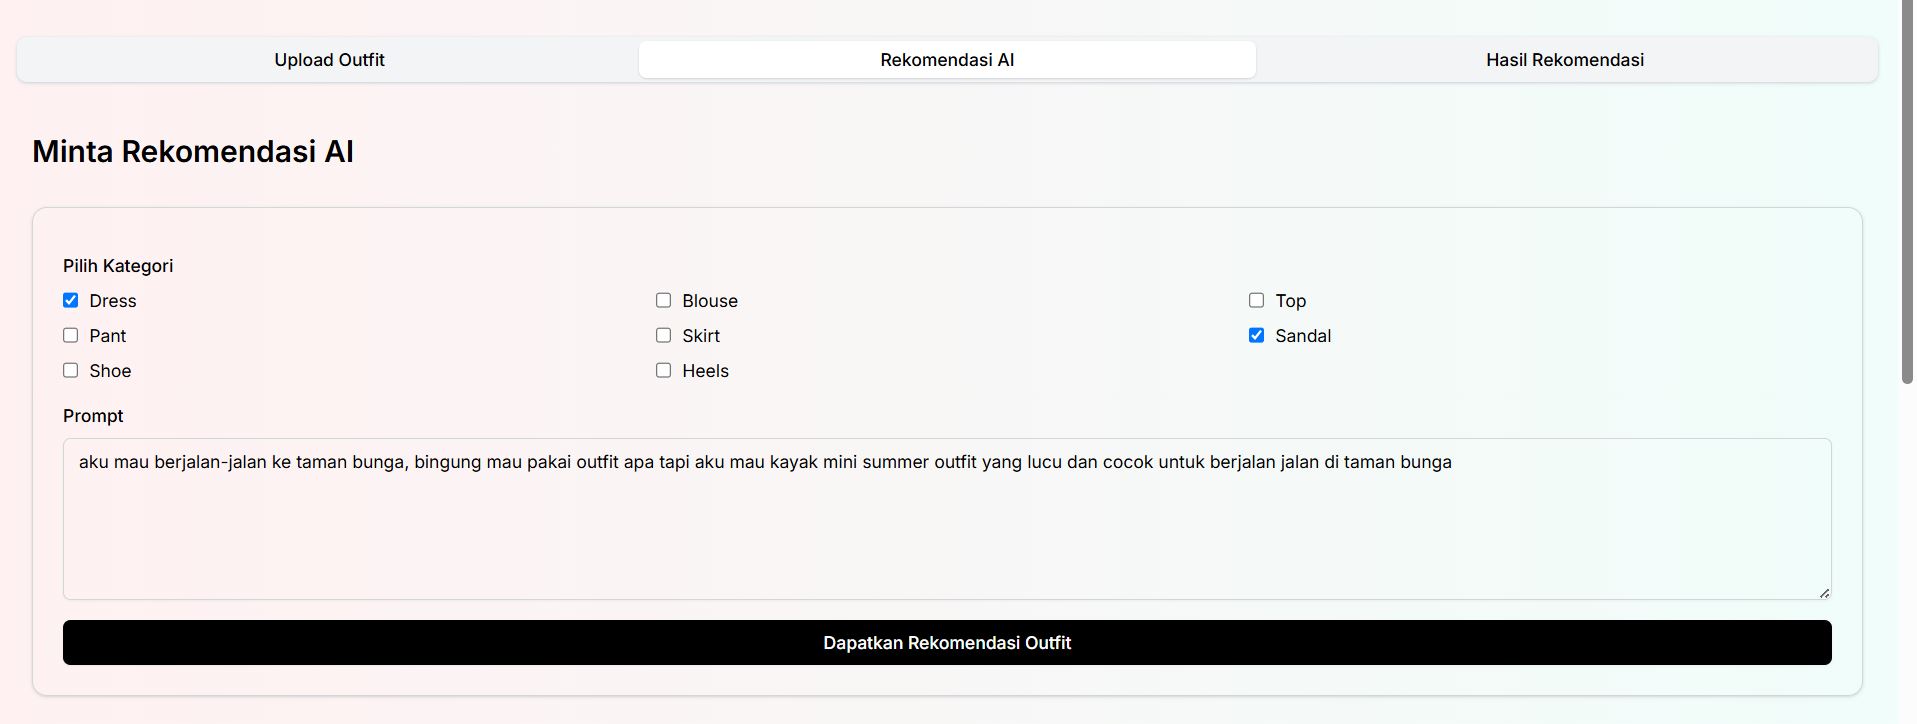 Upload Outfit
Rekomendasi AI
Hasil Rekomendasi
Minta Rekomendasi AI
Pilih Kategori
Dress
Blouse
Top
Pant
Skirt
Sandal
Shoe
Heels
Prompt
aku mau berjalan-jalan ke taman bunga, bingung mau pakai outfit apa tapi aku mau kayak mini summer outfit yang lucu dan cocok untuk berjalan jalan di taman bunga
Dapatkan Rekomendasi Outfit